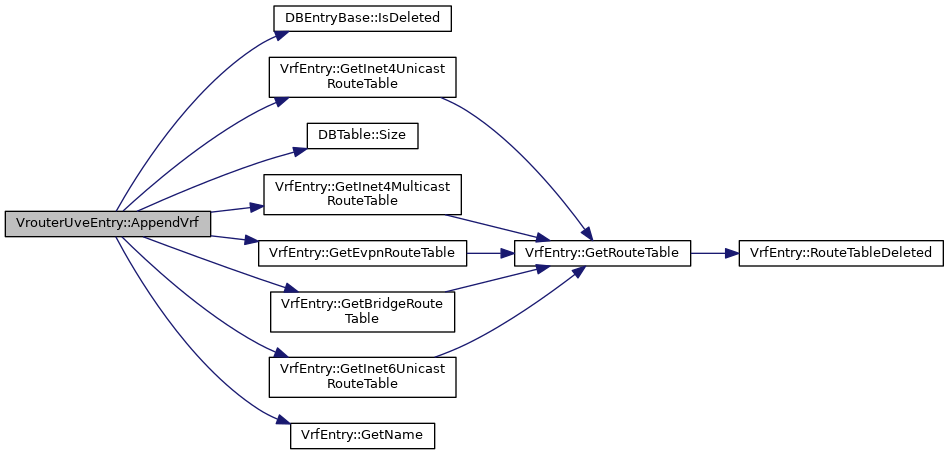 DBEntryBase::IsDeleted
VrfEntry::GetInet4Unicast
RouteTable
DBTable::Size
VrfEntry::GetInet4Multicast
RouteTable
VrouterUveEntry::AppendVrf
VrfEntry::GetEvpnRouteTable
VrfEntry::GetRouteTable
VrfEntry::RouteTableDeleted
VrfEntry::GetBridgeRoute
Table
VrfEntry::GetInet6Unicast
RouteTable
VrfEntry::GetName